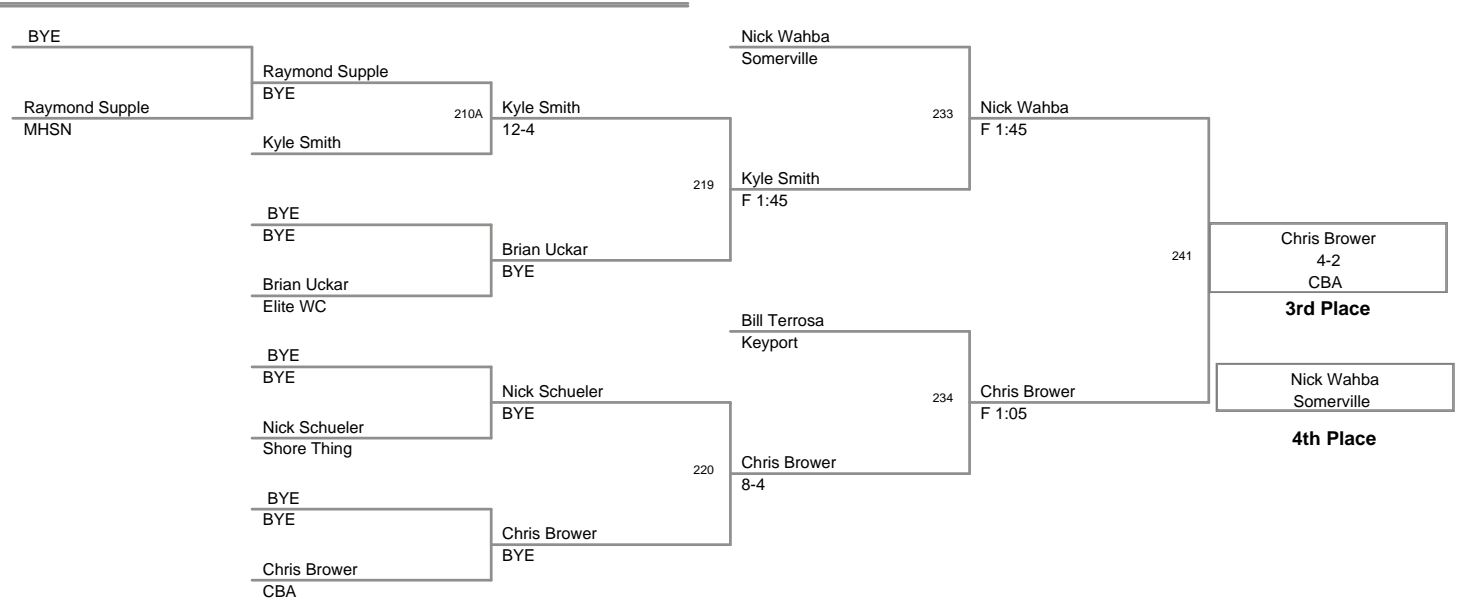 BYE
Raymond Supple
MHSN
Raymond Supple
BYE
Kyle Smith
BYE
BYE
Brian Uckar
Elite WC
BYE
BYE
Nick Schueler
Shore Thing
BYE
BYE
Chris Brower
CBA
210A
Kyle Smith
12-4
Brian Uckar
BYE
Nick Schueler
BYE
Chris Brower
BYE
219
220
Nick Wahba
Somerville
Kyle Smith
F 1:45
Bill Terrosa
Keyport
Chris Brower
8-4
233
234
Nick Wahba
F 1:45
Chris Brower
F 1:05
241
Chris Brower
4-2
CBA
3rd Place
Nick Wahba
Somerville
4th Place